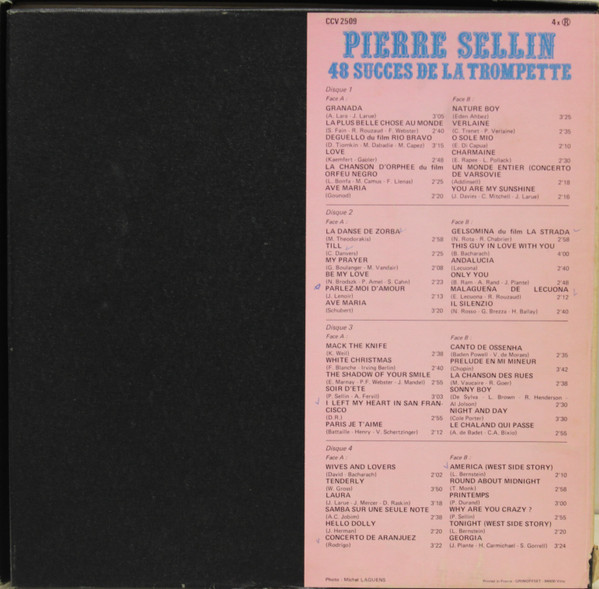 CCV 2509
4 x
PIERRE SELLIN
48 SUCCES DE LA TROMPETTE
Disque 1
Face A :
GRANADA
(A. Lara - J. Larue) 2'05
LA PLUS BELLE CHOSE AU MONDE
(S. Fain - R. Rouzaud - F. Webster) 2'40
DEGUELLO du film RIO BRAVO
(D. Tiomkin - M. Dabadie - M. Capez) 3'15
LOVE
(Kaemfert - Gabler) 2'48
LA CHANSON D'ORPHEE du film
ORFEU NEGRO
(L. Bonfa - M. Camus - F. Llenas) 2'25
AVE MARIA
(Gounod) 2'20
Face B :
NATURE BOY
(Eden Ahbez) 3'25
VERLAINE
(C. Trenet - P. Verlaine) 2'35
O SOLE MIO
(E. Di Capua) 2'10
CHARMAINE
(E. Rapee - L. Pollack) 2'30
UN MONDE ENTIER (CONCERTO
DE VARSOVIE
(Addinsell) 2'18
YOU ARE MY SUNSHINE
(J. Davies - C. Mitchell - J. Larue) 2'18
Disque 2
Face A :
LA DANSE DE ZORBA
(M. Theodorakis) 2'58
TILL
(C. Danvers) 2'25
MY PRAYER
(G. Boulanger - M. Vandair) 2'08
BE MY LOVE
(N. Brodsk - P. Amel - S. Cahn) 2'23
PARLEZ-MOI D'AMOUR
(J. Lenoir) 2'13
AVE MARIA
(Schubert) 3'20
Face B :
GELSOMINA du film LA STRADA
(N. Rota - R. Chabrier) 2'58
THIS GUY IN LOVE WITH YOU
(B. Bacharach) 4'00
ANDALUCIA
(Lecuona) 2'40
ONLY YOU
(B. Ram - A. Rand - J. Plante) 2'48
MALAGUENA DE LECUONA
(E. Lecuona - R. Rouzaud) 2'12
IL SILENZIO
(N. Rosso - G. Brezza - H. Ballay) 2'40
Disque 3
Face A :
MACK THE KNIFE
(K. Weil) 2'38
WHITE CHRISTMAS
(F. Blanche - Irving Berlin) 2'40
THE SHADOW OF YOUR SMILE
(E. Marnay - F.F. Webster - J. Mandel) 2'55
SOIR D'ETE
(P. Sellin - A. Fervil) 3'03
I LEFT MY HEART IN SAN FRAN-
CISCO
(D.R.) 2'55
PARIS JE T'AIME
(Bataille - Henry - V. Schertzinger) 2'12
Face B :
CANTO DE OSSENHA
(Baden Powell - V. de Moraes) 2'35
PRELUDE EN MI MINEUR
(Chopin) 3'42
LA CHANSON DES RUES
(M. Vaucaire - R. Goer) 2'38
SONNY BOY
(De Sylva - L. Brown - R. Henderson
Al Jolson) 2'30
NIGHT AND DAY
(Cole Porter) 2'30
LE CHALAND QUI PASSE
(A. de Badet - C.A. Bixio) 2'55
Disque 4
Face A :
WIVES AND LOVERS
(David - Bacharach) 2'02
TENDERLY
(W. Gross) 3'50
LAURA
(J. Larue - J. Mercer - D. Raskin) 3'18
SAMBA SUR UNE SEULE NOTE
(A.C. Jobim) 2'38
HELLO DOLLY
(J. Herman) 2'20
CONCERTO DE ARANJUEZ
(Rodrigo) 3'22
Face B :
AMERICA (WEST SIDE STORY)
(L. Bernstein) 2'10
ROUND ABOUT MIDNIGHT
(T. Monk) 2'58
PRINTEMPS
(P. Durand) 3'00
WHY ARE YOU CRAZY ?
(P. Sellin) 2'55
TONIGHT (WEST SIDE STORY)
(L. Bernstein) 2'20
GEORGIA
(J. Plante - H. Carmichael - S. Gorrell) 3'24
Photo : Michel LAGUENS